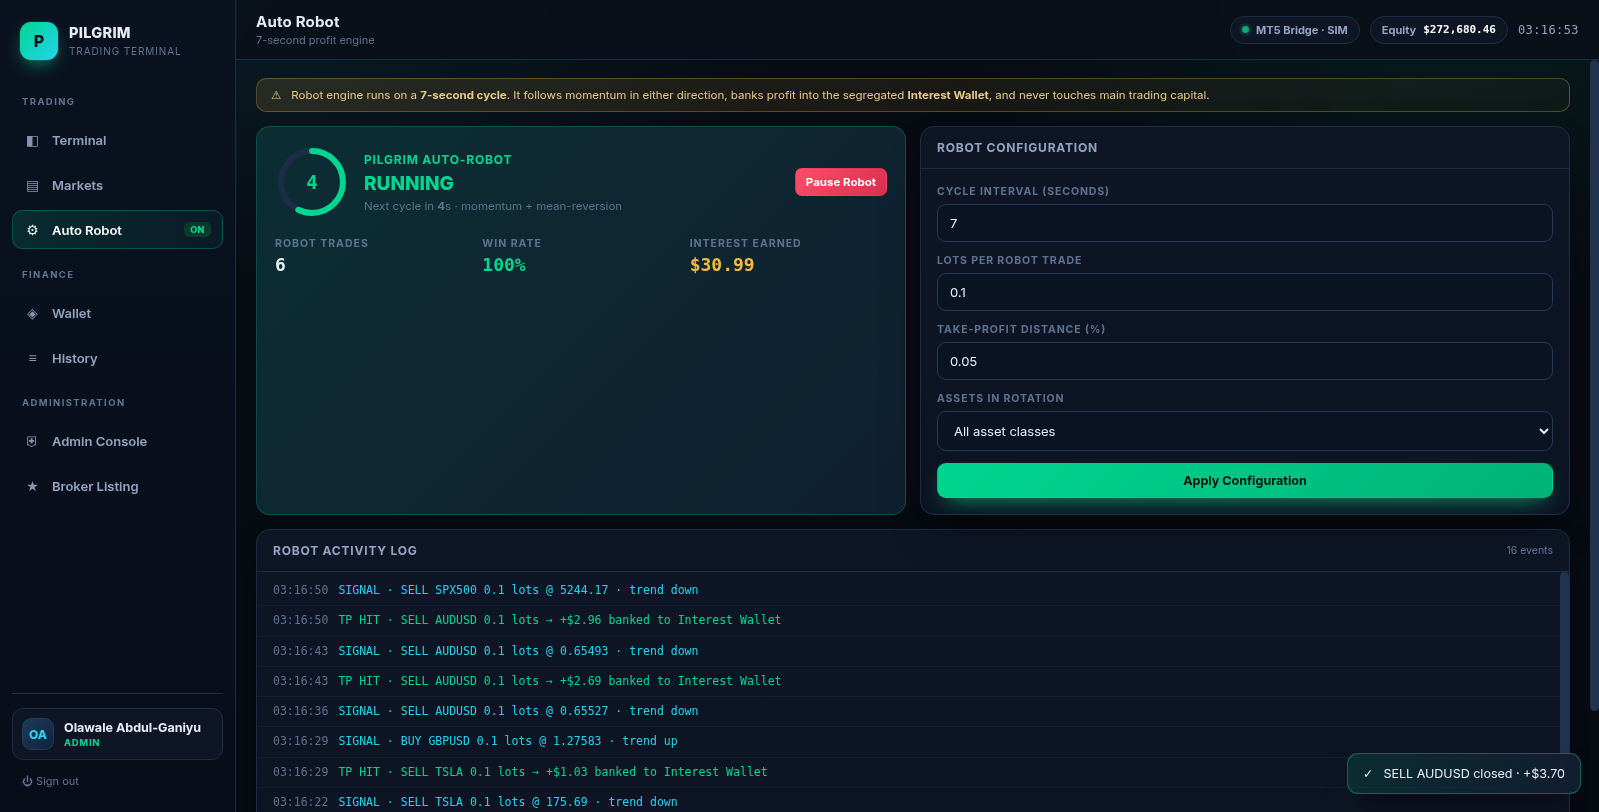 P
PILGRIM
TRADING TERMINAL
TRADING
Terminal
Markets
Auto Robot ON
FINANCE
Wallet
History
ADMINISTRATION
Admin Console
Broker Listing
OA
Olawale Abdul-Ganiyu
ADMIN
Sign out
Auto Robot
7-second profit engine
MT5 Bridge · SIM
Equity $272,680.46
03:16:53
⚠ Robot engine runs on a 7-second cycle. It follows momentum in either direction, banks profit into the segregated Interest Wallet, and never touches main trading capital.
4
PILGRIM AUTO-ROBOT
RUNNING
Next cycle in 4s · momentum + mean-reversion
Pause Robot
ROBOT TRADES
6
WIN RATE
100%
INTEREST EARNED
$30.99
ROBOT CONFIGURATION
CYCLE INTERVAL (SECONDS)
7
LOTS PER ROBOT TRADE
0.1
TAKE-PROFIT DISTANCE (%)
0.05
ASSETS IN ROTATION
All asset classes
Apply Configuration
ROBOT ACTIVITY LOG
16 events
03:16:50 SIGNAL · SELL SPX500 0.1 lots @ 5244.17 · trend down
03:16:50 TP HIT · SELL AUDUSD 0.1 lots → +$2.96 banked to Interest Wallet
03:16:43 SIGNAL · SELL AUDUSD 0.1 lots @ 0.65493 · trend down
03:16:43 TP HIT · SELL AUDUSD 0.1 lots → +$2.69 banked to Interest Wallet
03:16:36 SIGNAL · SELL AUDUSD 0.1 lots @ 0.65527 · trend down
03:16:29 SIGNAL · BUY GBPUSD 0.1 lots @ 1.27583 · trend up
03:16:29 TP HIT · SELL TSLA 0.1 lots → +$1.03 banked to Interest Wallet
03:16:22 SIGNAL · SELL TSLA 0.1 lots @ 175.69 · trend down
✓ SELL AUDUSD closed · +$3.70